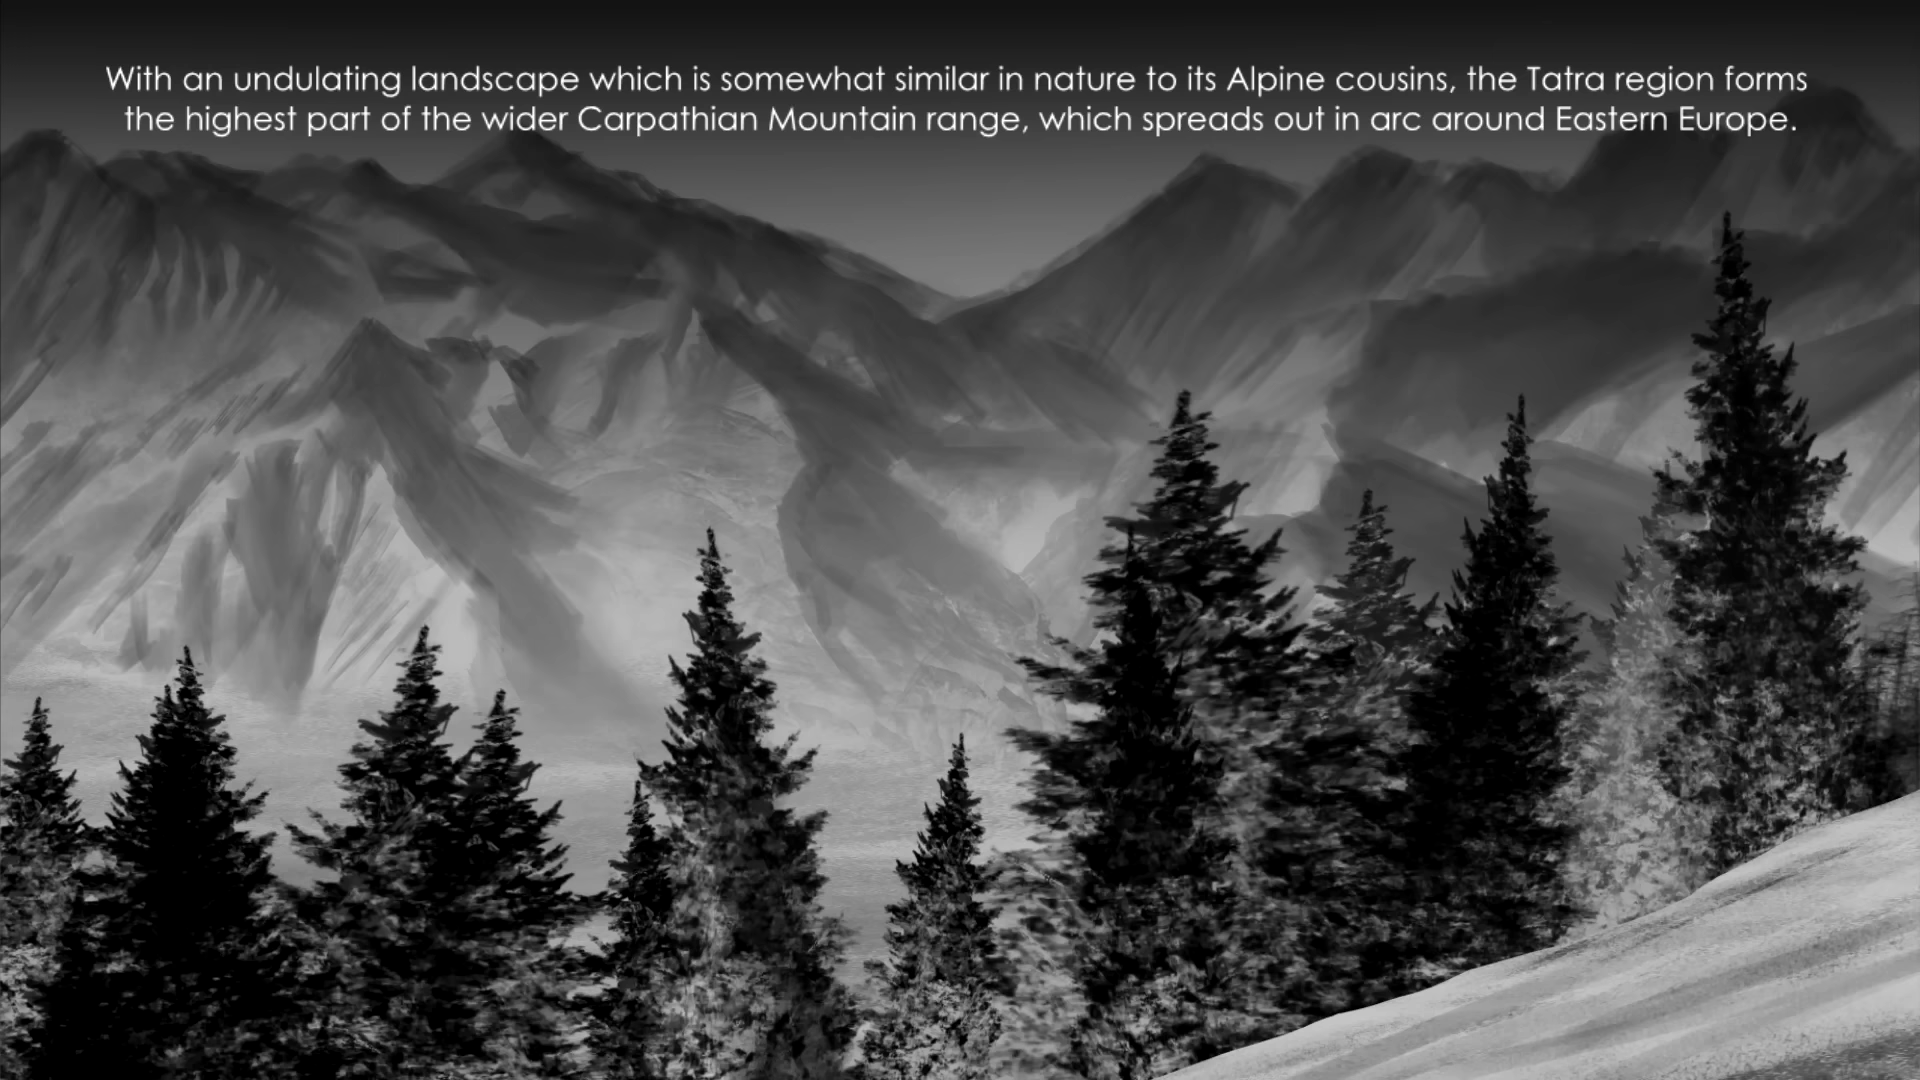 With an undulating landscape which is somewhat similar in nature to its Alpine cousins, the Tatra region forms
the highest part of the wider Carpathian Mountain range, which spreads out in arc around Eastern Europe.